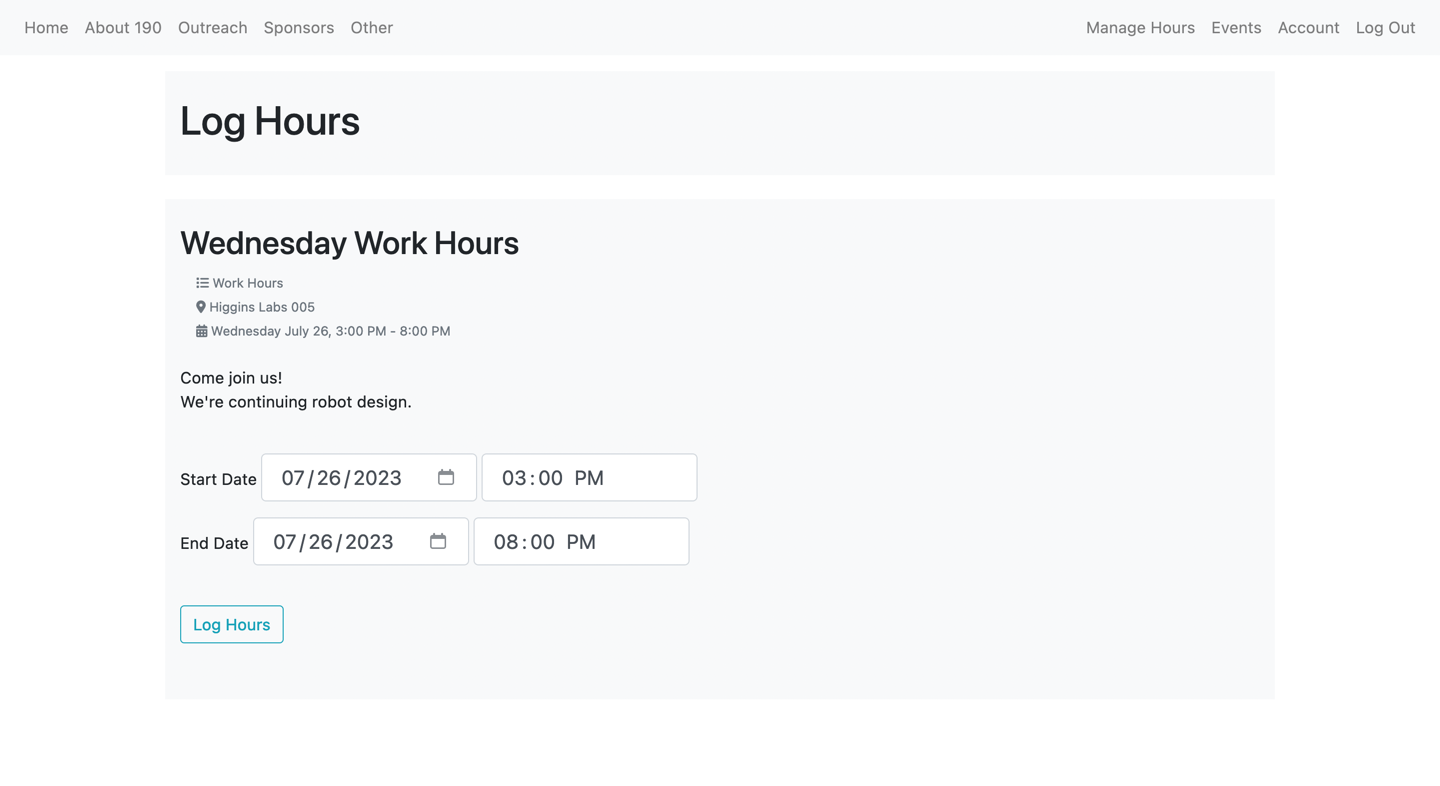 Home About 190 Outreach Sponsors Other Manage Hours Events Account Log Out
Log Hours
Wednesday Work Hours
Work Hours
Higgins Labs 005
Wednesday July 26, 3:00 PM - 8:00 PM
Come join us!
We're continuing robot design.
Start Date 07/26/2023 03:00 PM
End Date 07/26/2023 08:00 PM
Log Hours